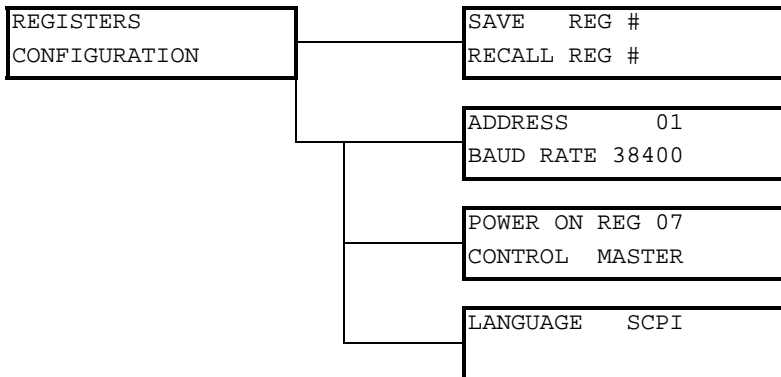 REGISTERS
CONFIGURATION
SAVE REG #
RECALL REG #
ADDRESS 01
BAUD RATE 38400
POWER ON REG 07
CONTROL MASTER
LANGUAGE SCPI